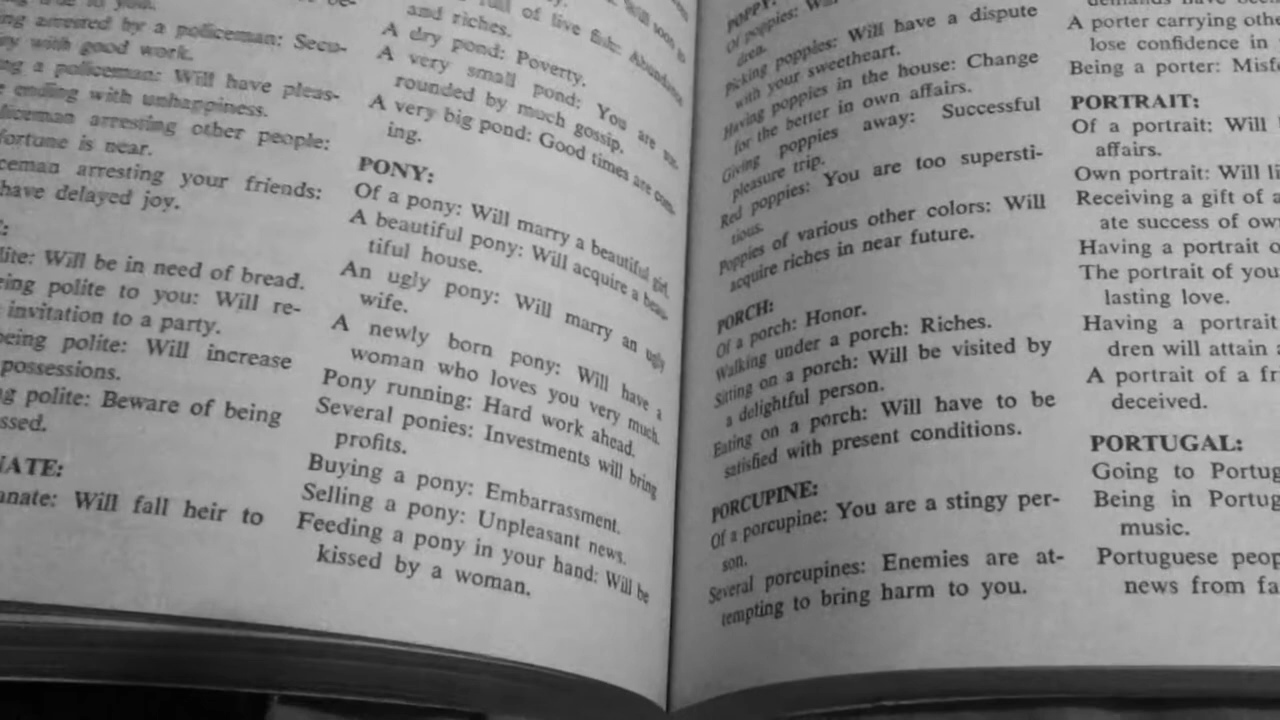 ng arrested by a policeman: Secu-
with good work.
ng a policeman: Will have pleas-
ending with unhappiness.
liceman arresting other people:
fortune is near.
ceman arresting your friends:
have delayed joy.
lite: Will be in need of bread.
eing polite to you: Will re-
invitation to a party.
being polite: Will increase
possessions.
ng polite: Beware of being
ssed.
NATE:
anate: Will fall heir to
of live fish: Abundance
and riches.
A dry pond: Poverty.
A very small pond: You are sur-
rounded by much gossip.
A very big pond: Good times are com-
ing.
PONY:
Of a pony: Will marry a beautiful girl.
A beautiful pony: Will acquire a beau-
tiful house.
An ugly pony: Will marry an ugly
wife.
A newly born pony: Will have a
woman who loves you very much.
Pony running: Hard work ahead.
Several ponies: Investments will bring
profits.
Buying a pony: Embarrassment.
Selling a pony: Unpleasant news.
Feeding a pony in your hand: Will be
kissed by a woman.
POPPY:
Of poppies:
Picking poppies: Will have a dispute
with your sweetheart.
Having poppies in the house: Change
for the better in own affairs.
Giving poppies away: Successful
pleasure trip.
Red poppies: You are too supersti-
tious.
Poppies of various other colors: Will
acquire riches in near future.
PORCH:
Of a porch: Honor.
Walking under a porch: Riches.
Sitting on a porch: Will be visited by
a delightful person.
Eating on a porch: Will have to be
satisfied with present conditions.
PORCUPINE:
Of a porcupine: You are a stingy per-
son.
Several porcupines: Enemies are at-
tempting to bring harm to you.
A porter carrying othe
lose confidence in
Being a porter: Misf
PORTRAIT:
Of a portrait: Will
affairs.
Own portrait: Will li
Receiving a gift of a
ate success of ow
Having a portrait o
The portrait of you
lasting love.
Having a portrait
dren will attain
A portrait of a fri
deceived.
PORTUGAL:
Going to Portug
Being in Portug
music.
Portuguese peop
news from fa